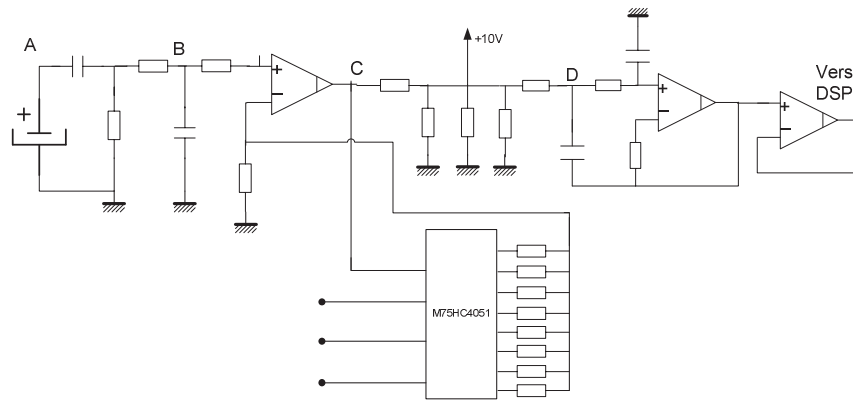 A
B
C
+10V
D
Vers
DSP
+
+
−
+
−
+
−
M75HC4051